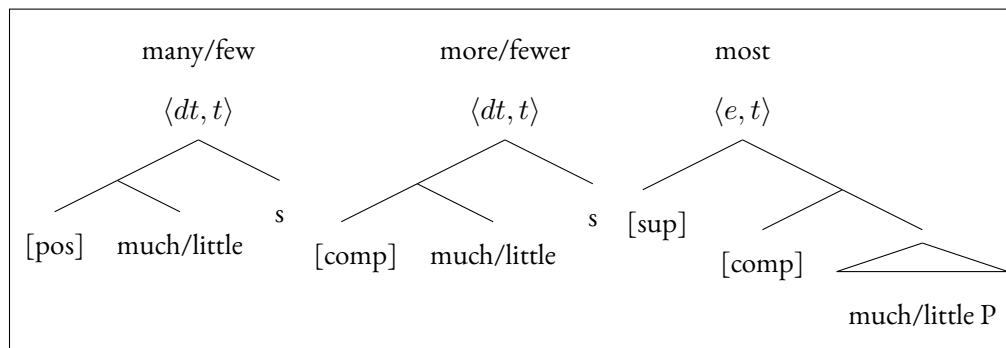 many/few more/fewer most
⟨dt, t⟩ ⟨dt, t⟩ ⟨e, t⟩
[pos] much/little s [comp] much/little s [sup] [comp] much/little P